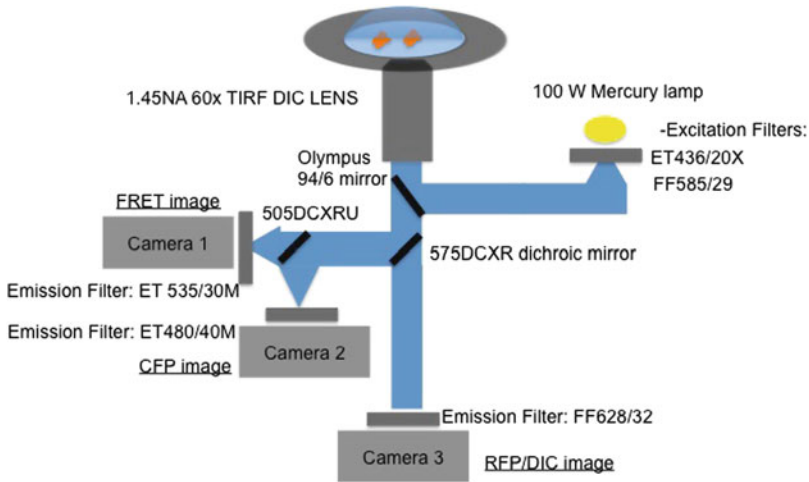 1.45NA 60x TIRF DIC LENS
100 W Mercury lamp
-Excitation Filters:
ET436/20X
FF585/29
Olympus
94/6 mirror
FRET image
505DCXRU
Camera 1
575DCXR dichroic mirror
Emission Filter: ET 535/30M
Emission Filter: ET480/40M
Camera 2
CFP image
Emission Filter: FF628/32
Camera 3
RFP/DIC image